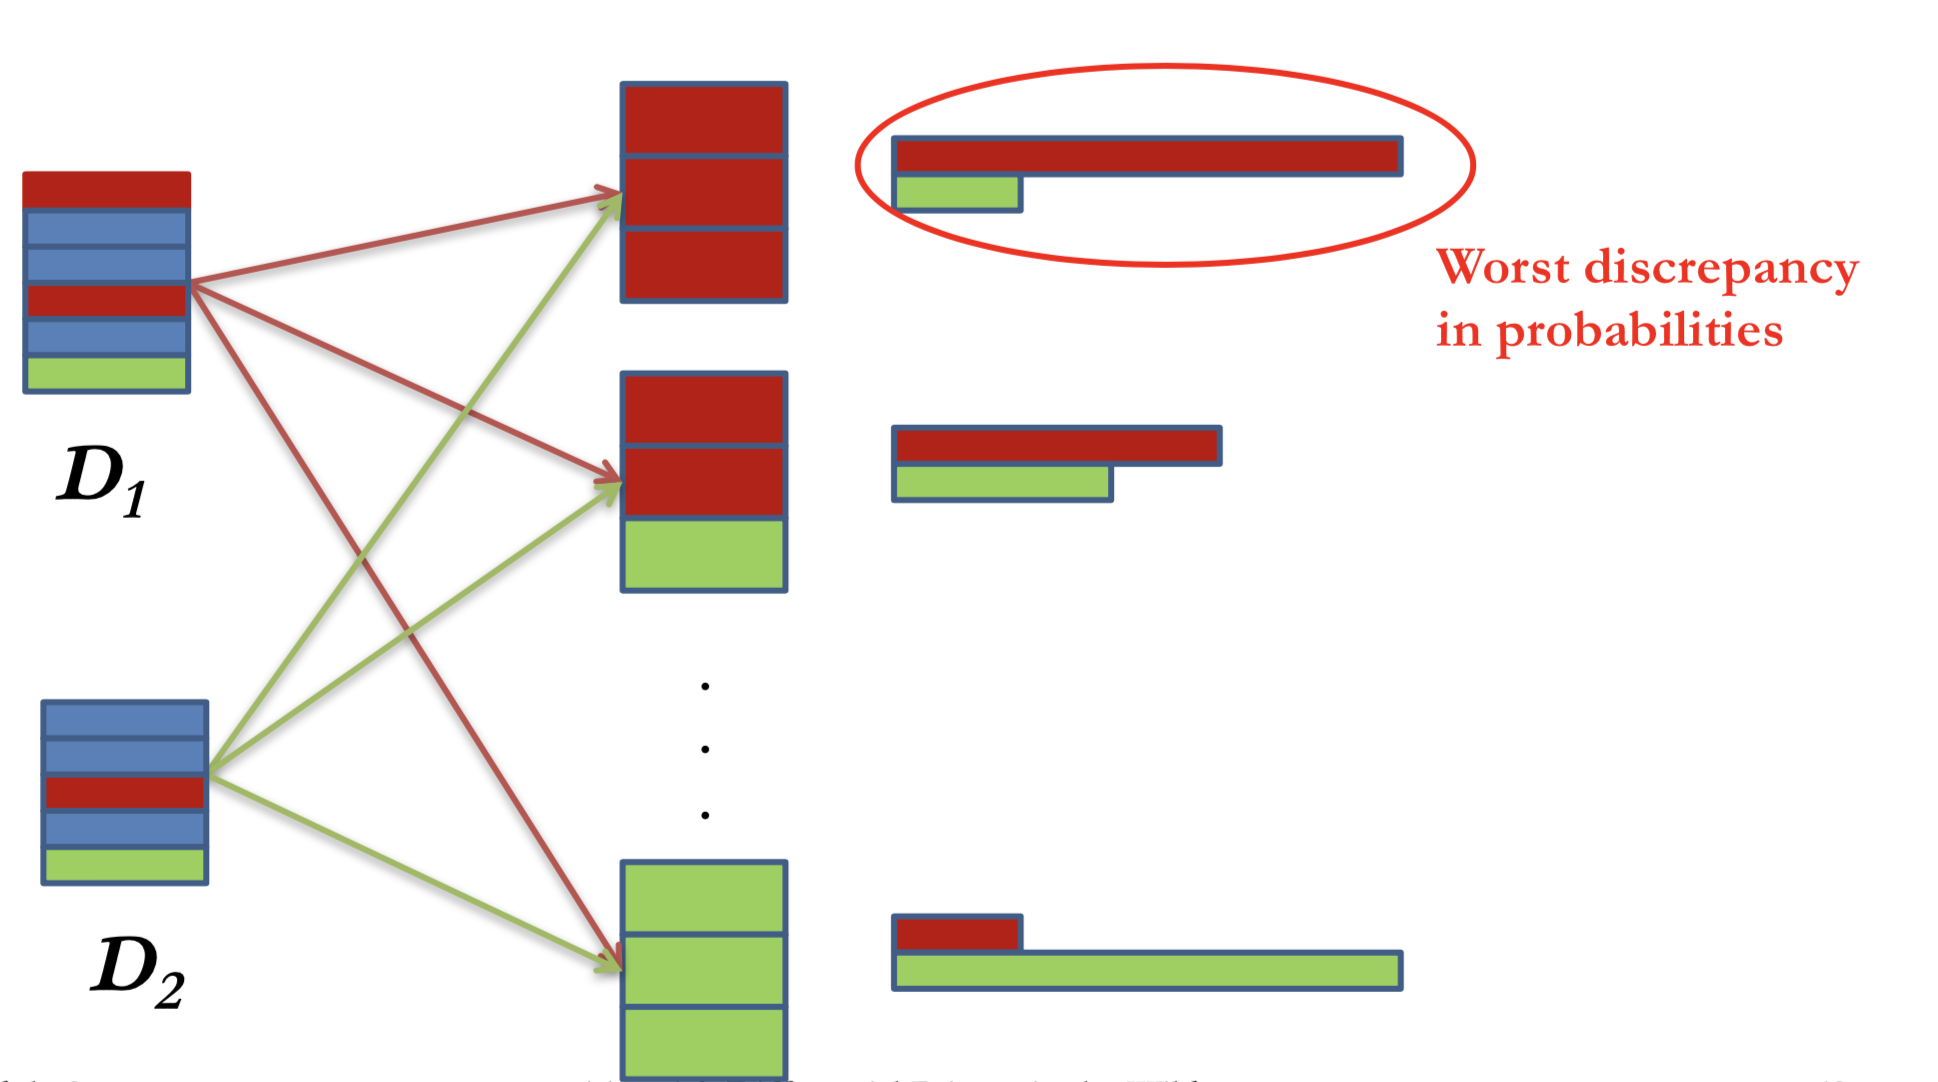 Worst discrepancy
in probabilities
D1
D2